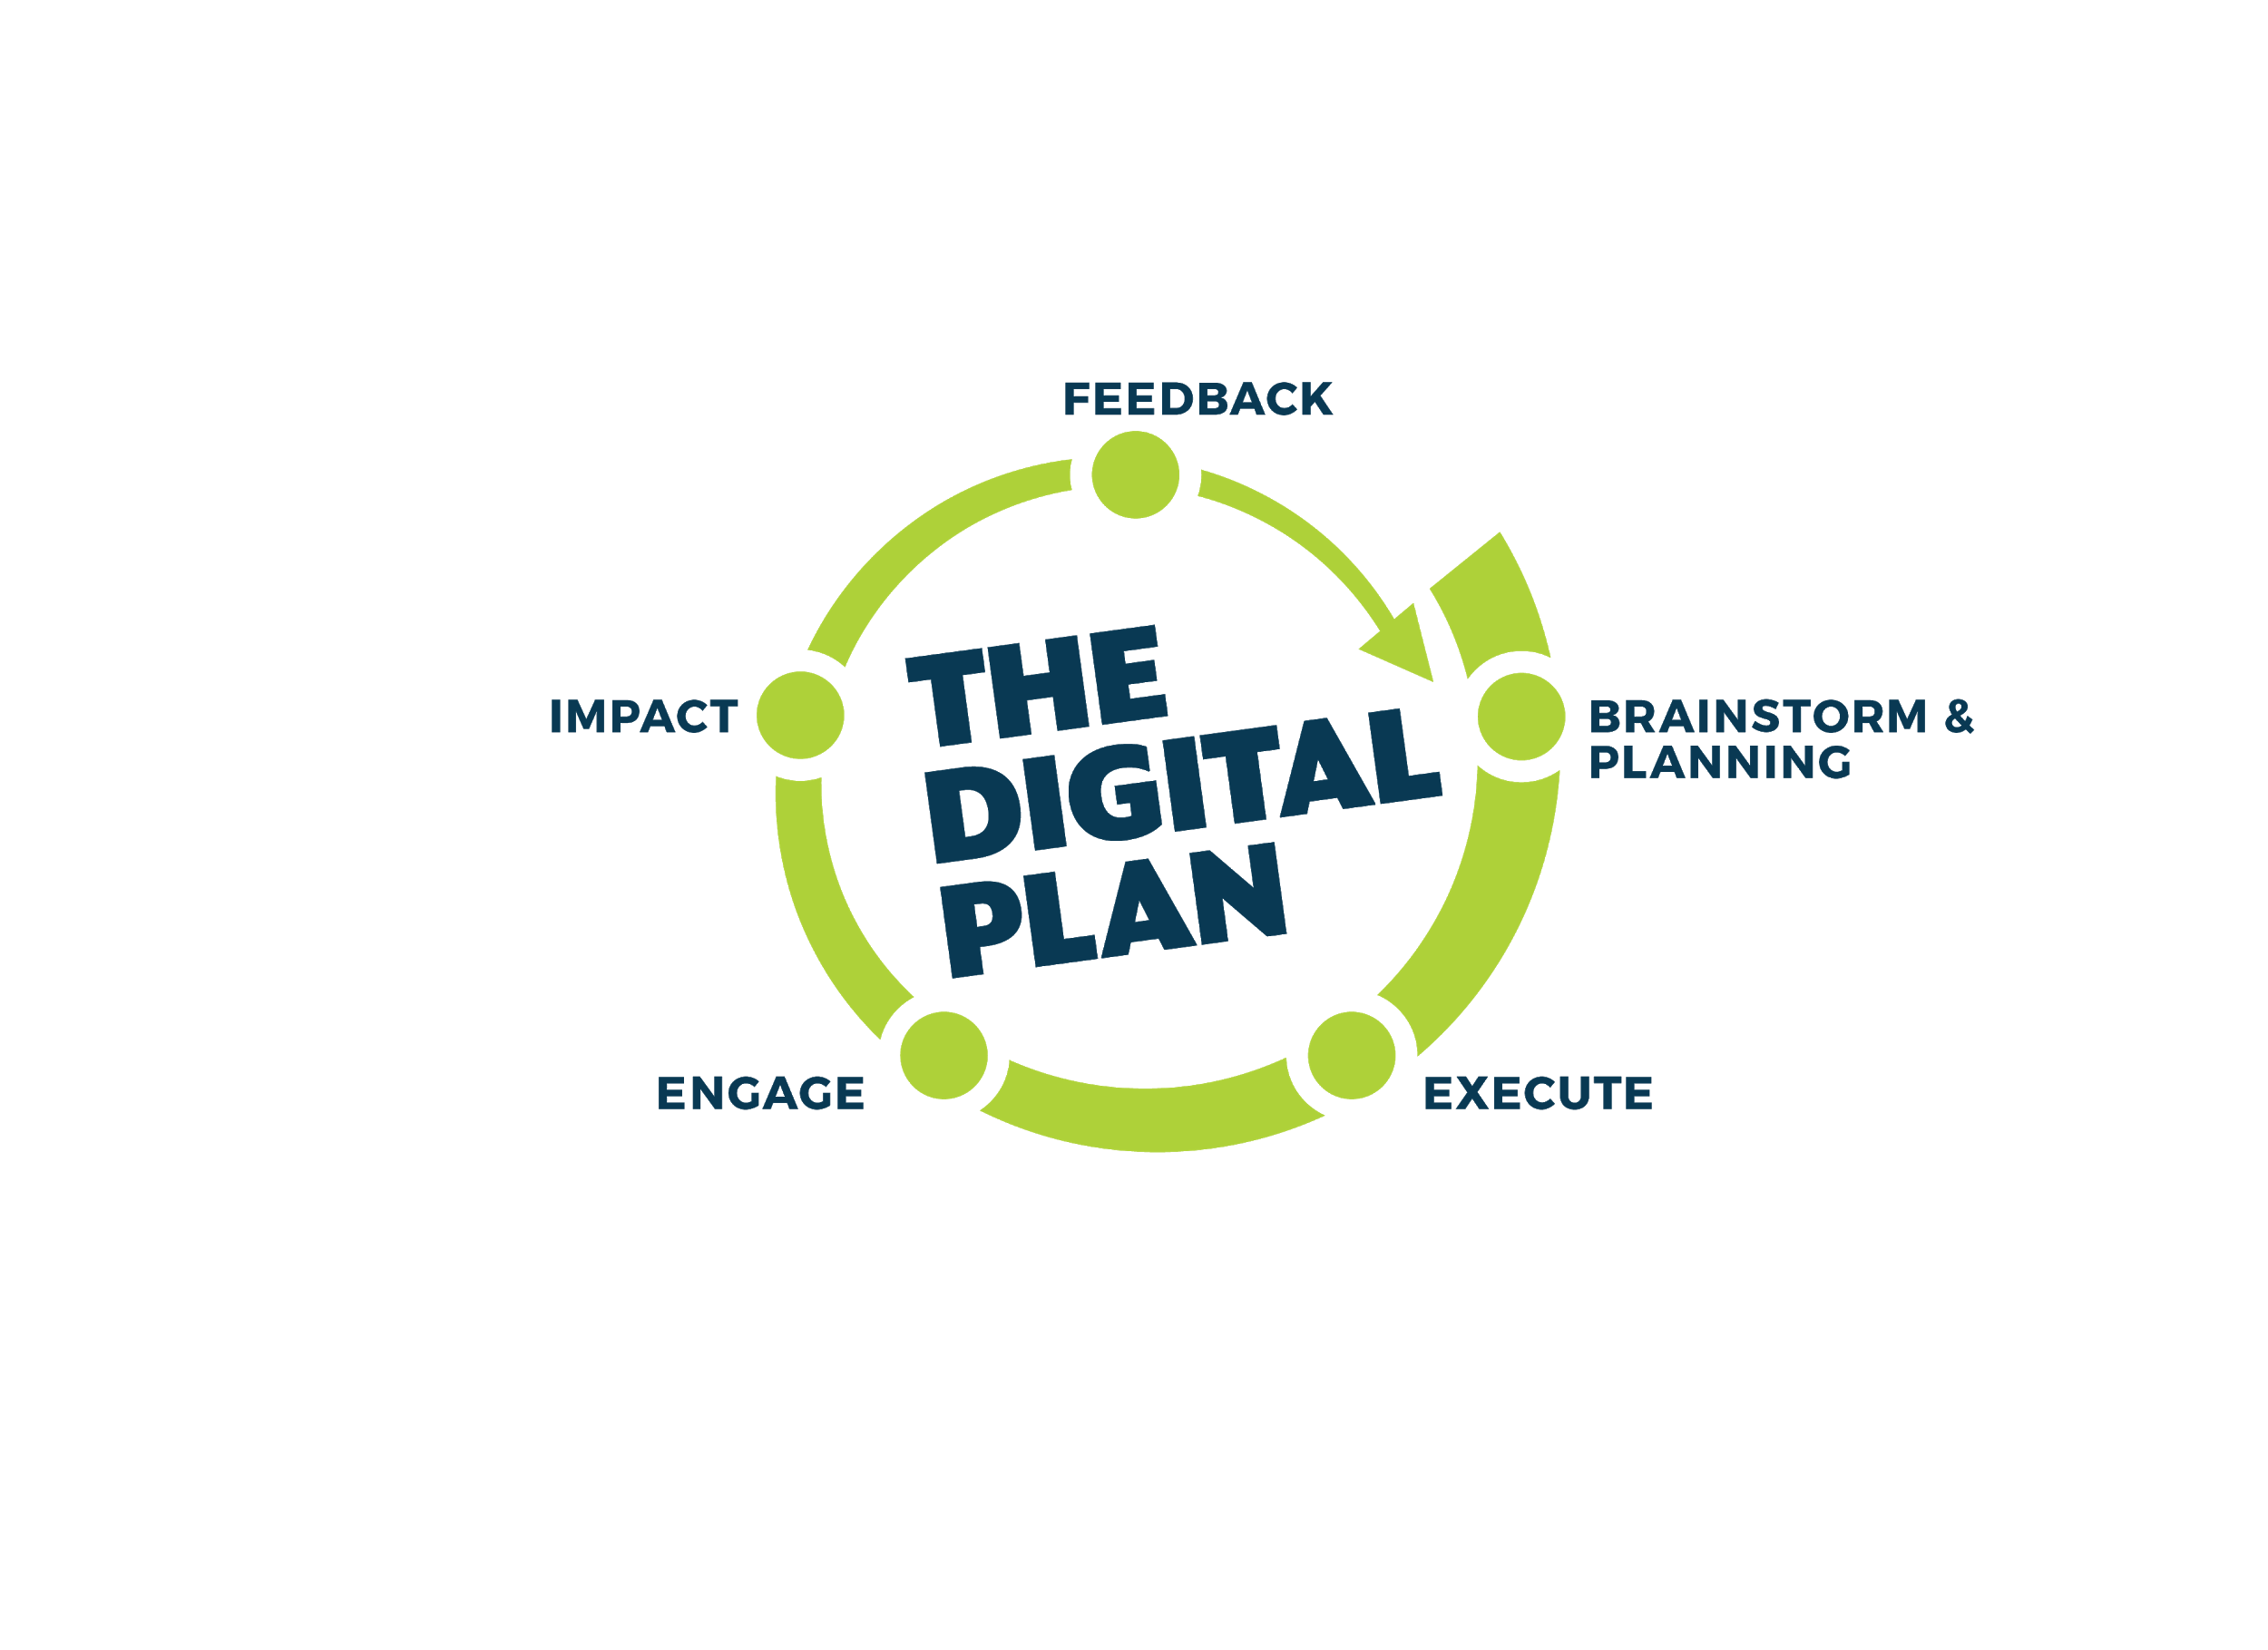 FEEDBACK
THE
DIGITAL
PLAN
IMPACT
BRAINSTORM &
PLANNING
ENGAGE
EXECUTE